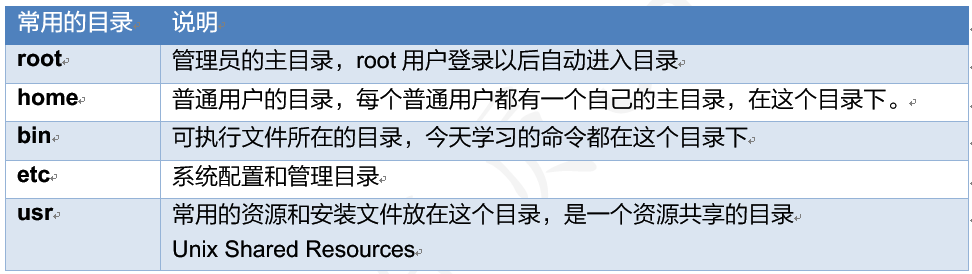 常用的目录 说明
root 管理员的主目录，root 用户登录以后自动进入目录
home 普通用户的目录，每个普通用户都有一个自己的主目录，在这个目录下。
bin 可执行文件所在的目录，今天学习的命令都在这个目录下
etc 系统配置和管理目录
usr 常用的资源和安装文件放在这个目录，是一个资源共享的目录
Unix Shared Resources